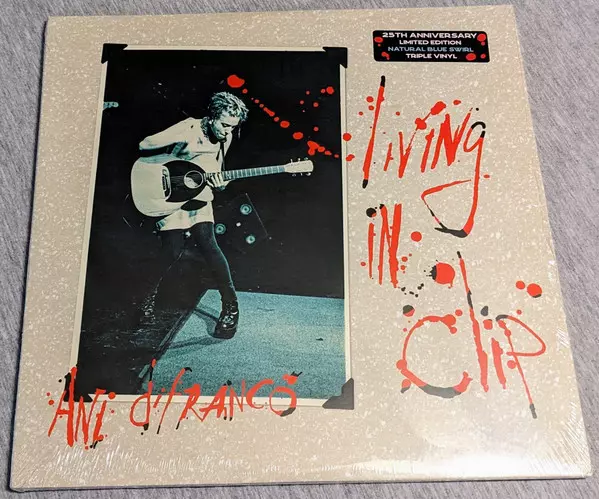 25TH ANNIVERSARY
LIMITED EDITION
NATURAL BLUE SWIRL
TRIPLE VINYL
living
in
clip
ANi difRANCO